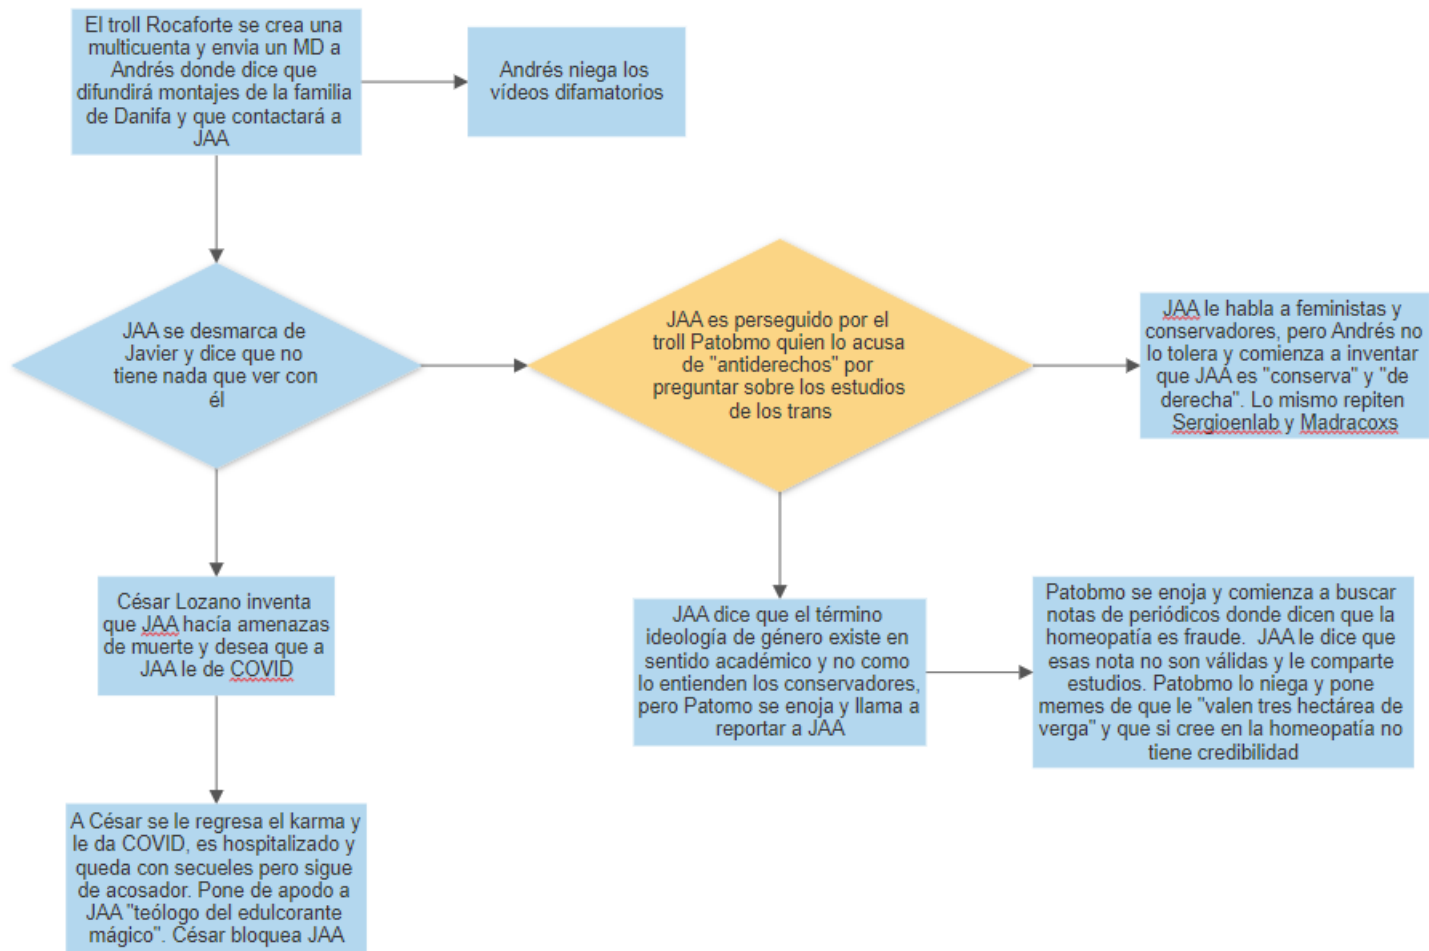 El troll Rocaforte se crea una
multicuenta y envia un MD a
Andrés donde dice que
difundirá montajes de la familia
de Danifa y que contactará a
JAA
Andrés niega los
vídeos difamatorios
JAA se desmarca de
Javier y dice que no
tiene nada que ver con
él
JAA es perseguido por el
troll Patobmo quien lo acusa
de "antiderechos" por
preguntar sobre los estudios
de los trans
JAA le habla a feministas y
conservadores, pero Andrés no
lo tolera y comienza a inventar
que JAA es "conserva" y "de
derecha". Lo mismo repiten
Sergioenlab y Madracoxs
César Lozano inventa
que JAA hacía amenazas
de muerte y desea que a
JAA le de COVID
JAA dice que el término
ideología de género existe en
sentido académico y no como
lo entienden los conservadores,
pero Patomo se enoja y llama a
reportar a JAA
Patobmo se enoja y comienza a buscar
notas de periódicos donde dicen que la
homeopatía es fraude.  JAA le dice que
esas nota no son válidas y le comparte
estudios. Patobmo lo niega y pone
memes de que le "valen tres hectárea de
verga" y que si cree en la homeopatía no
tiene credibilidad
A César se le regresa el karma y
le da COVID, es hospitalizado y
queda con secueles pero sigue
de acosador. Pone de apodo a
JAA "teólogo del edulcorante
mágico". César bloquea JAA